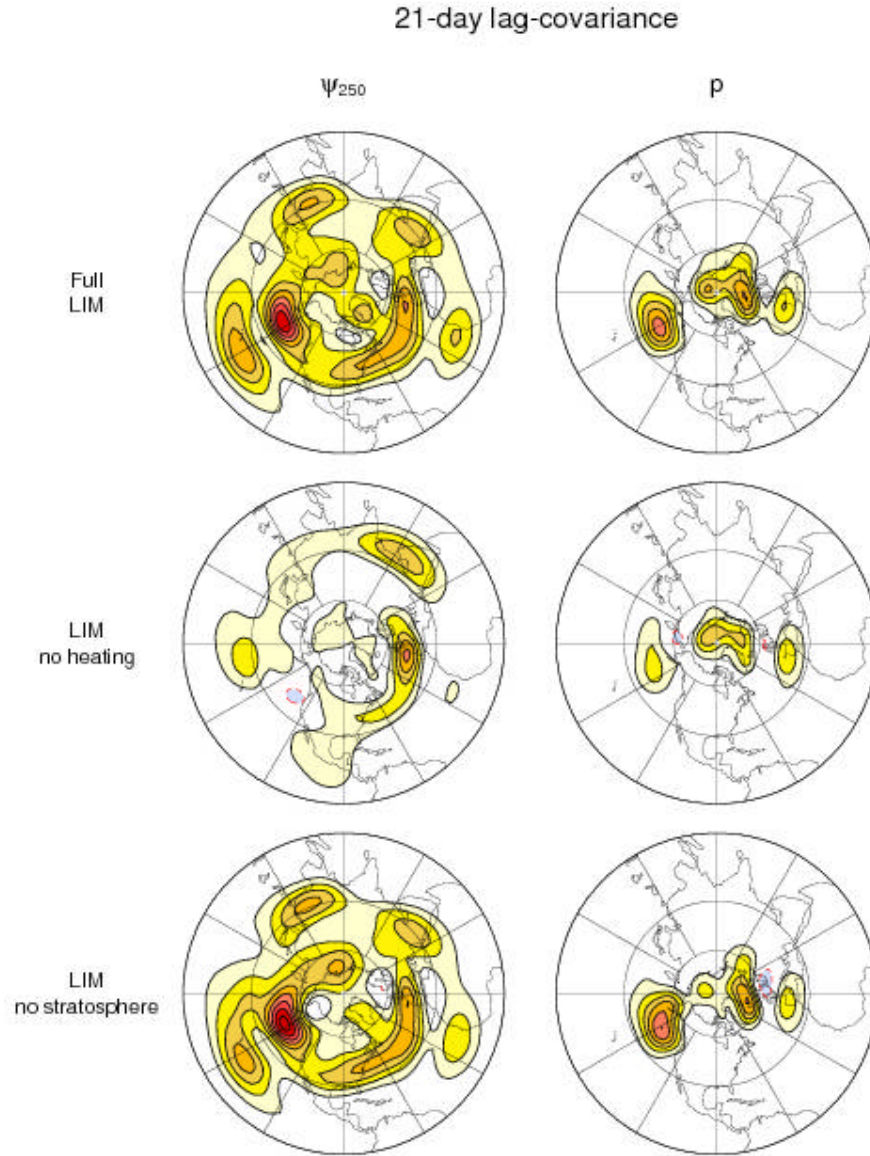 21-day lag-covariance
ψ250
p
Full
LIM
LIM
no heating
LIM
no stratosphere